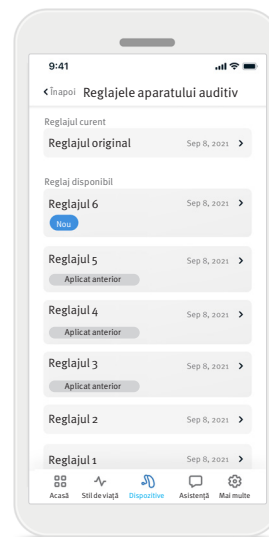 9:41
Înapoi Reglajele aparatului auditiv
Reglajul curent
Reglajul original Sep 8, 2021
Reglaj disponibil
Reglajul 6 Sep 8, 2021
Nou
Reglajul 5 Sep 8, 2021
Aplicat anterior
Reglajul 4 Sep 8, 2021
Aplicat anterior
Reglajul 3 Sep 8, 2021
Aplicat anterior
Reglajul 2 Sep 8, 2021
Reglajul 1 Sep 8, 2021
Acasă Stil de viață Dispozitive Asistență Mai multe